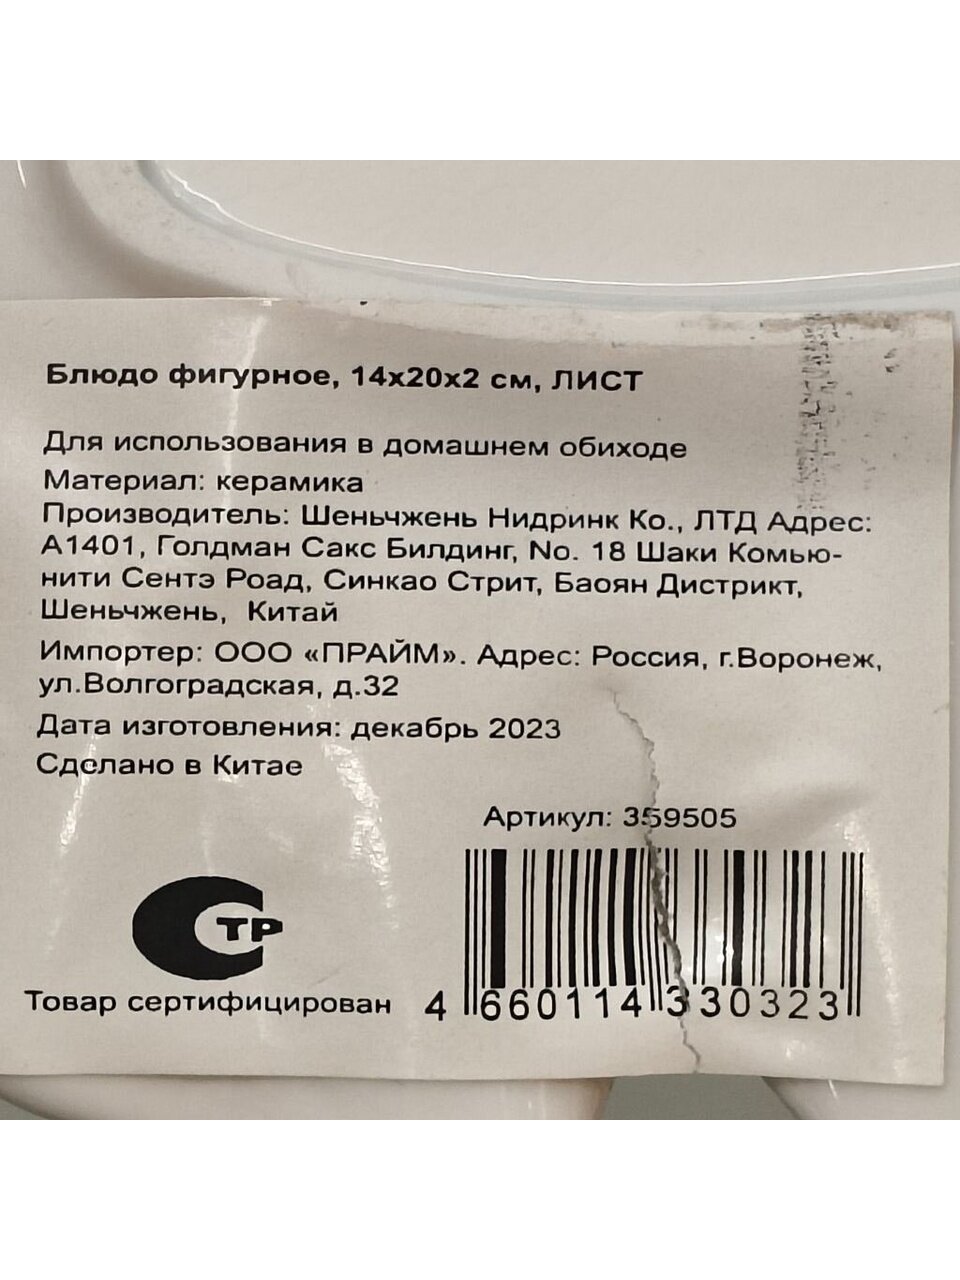 Блюдо фигурное, 14х20х2 см, ЛИСТ
Для использования в домашнем обиходе
Материал: керамика
Производитель: Шеньчжень Нидринк Ко., ЛТД Адрес:
А1401, Голдман Сакс Билдинг, No. 18 Шаки Комью-
нити Сентэ Роад, Синкао Стрит, Баоян Дистрикт,
Шеньчжень, Китай
Импортер: ООО «ПРАЙМ». Адрес: Россия, г.Воронеж,
ул.Волгоградская, д.32
Дата изготовления: декабрь 2023
Сделано в Китае
Артикул: 359505
СТР
Товар сертифицирован
4 660114 330323